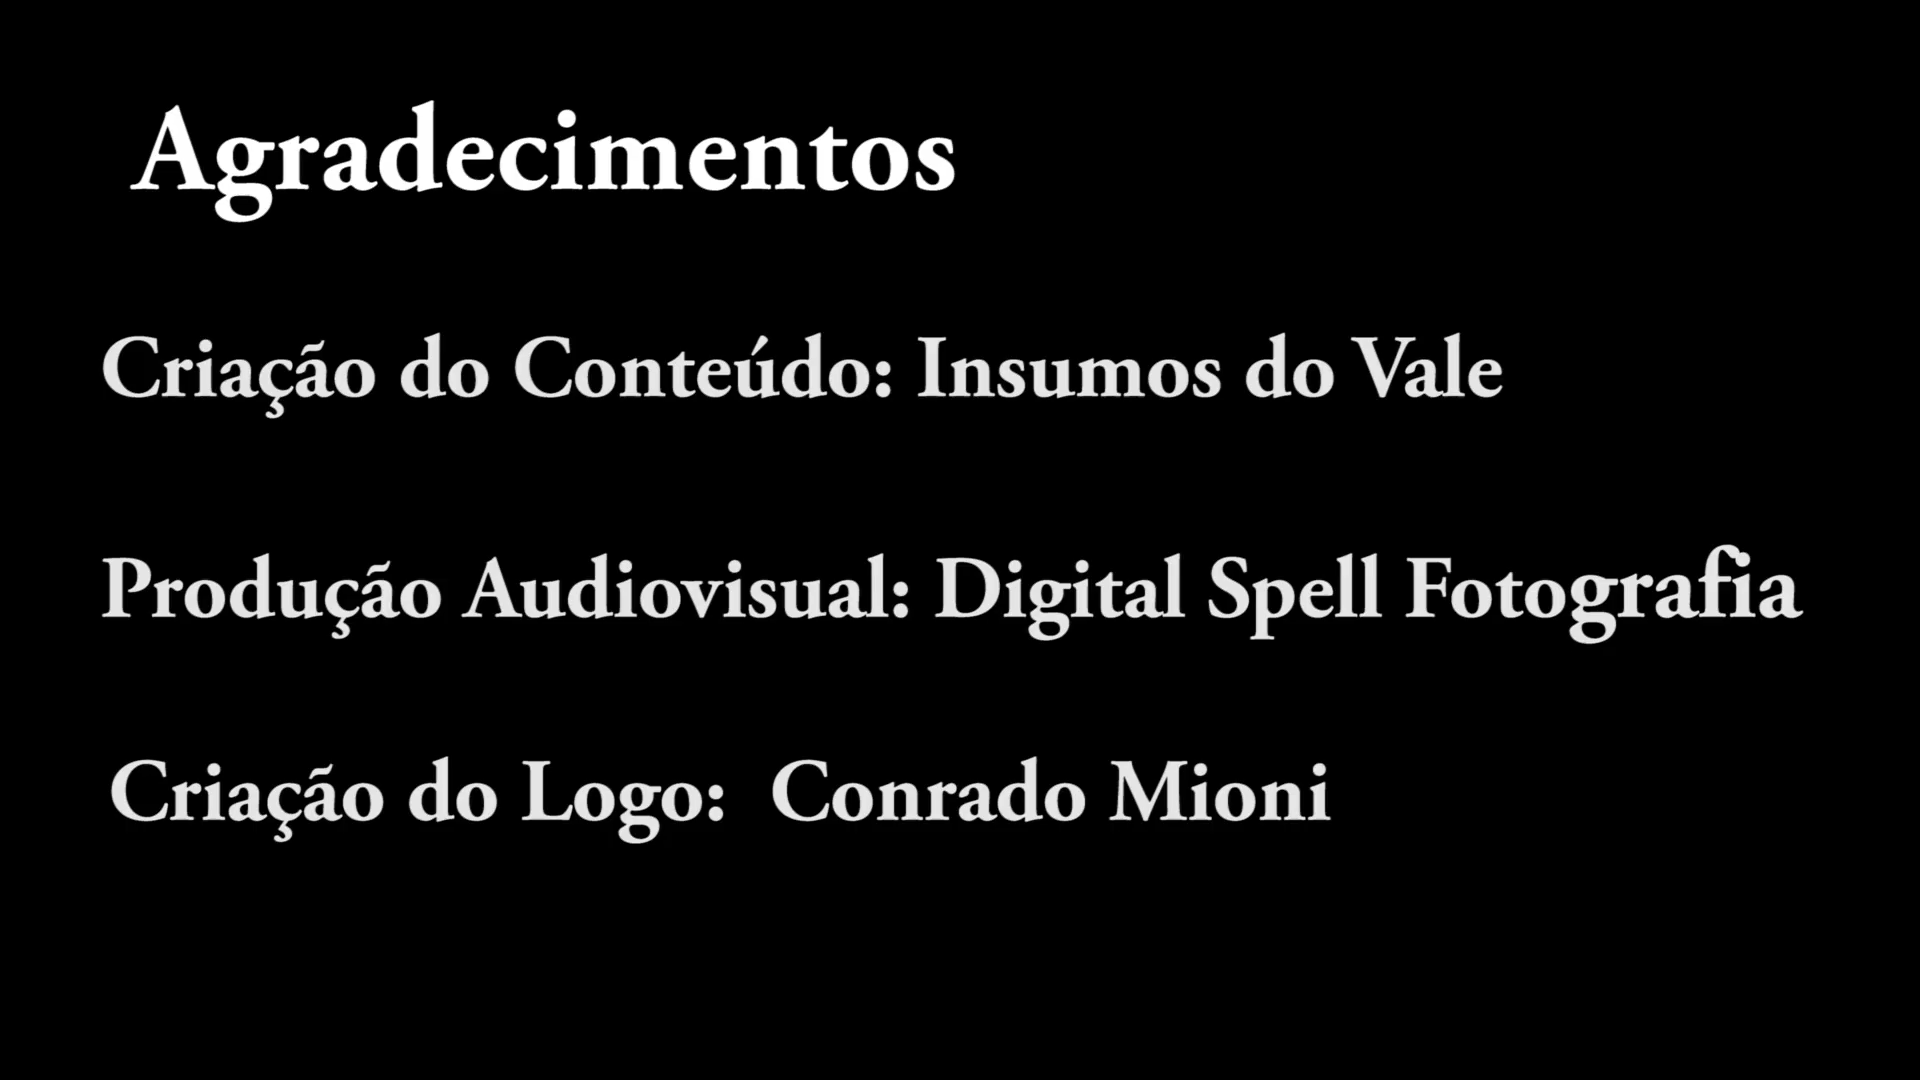 Agradecimentos
Criação do Conteúdo: Insumos do Vale
Produção Audiovisual: Digital Spell Fotografia
Criação do Logo: Conrado Mioni